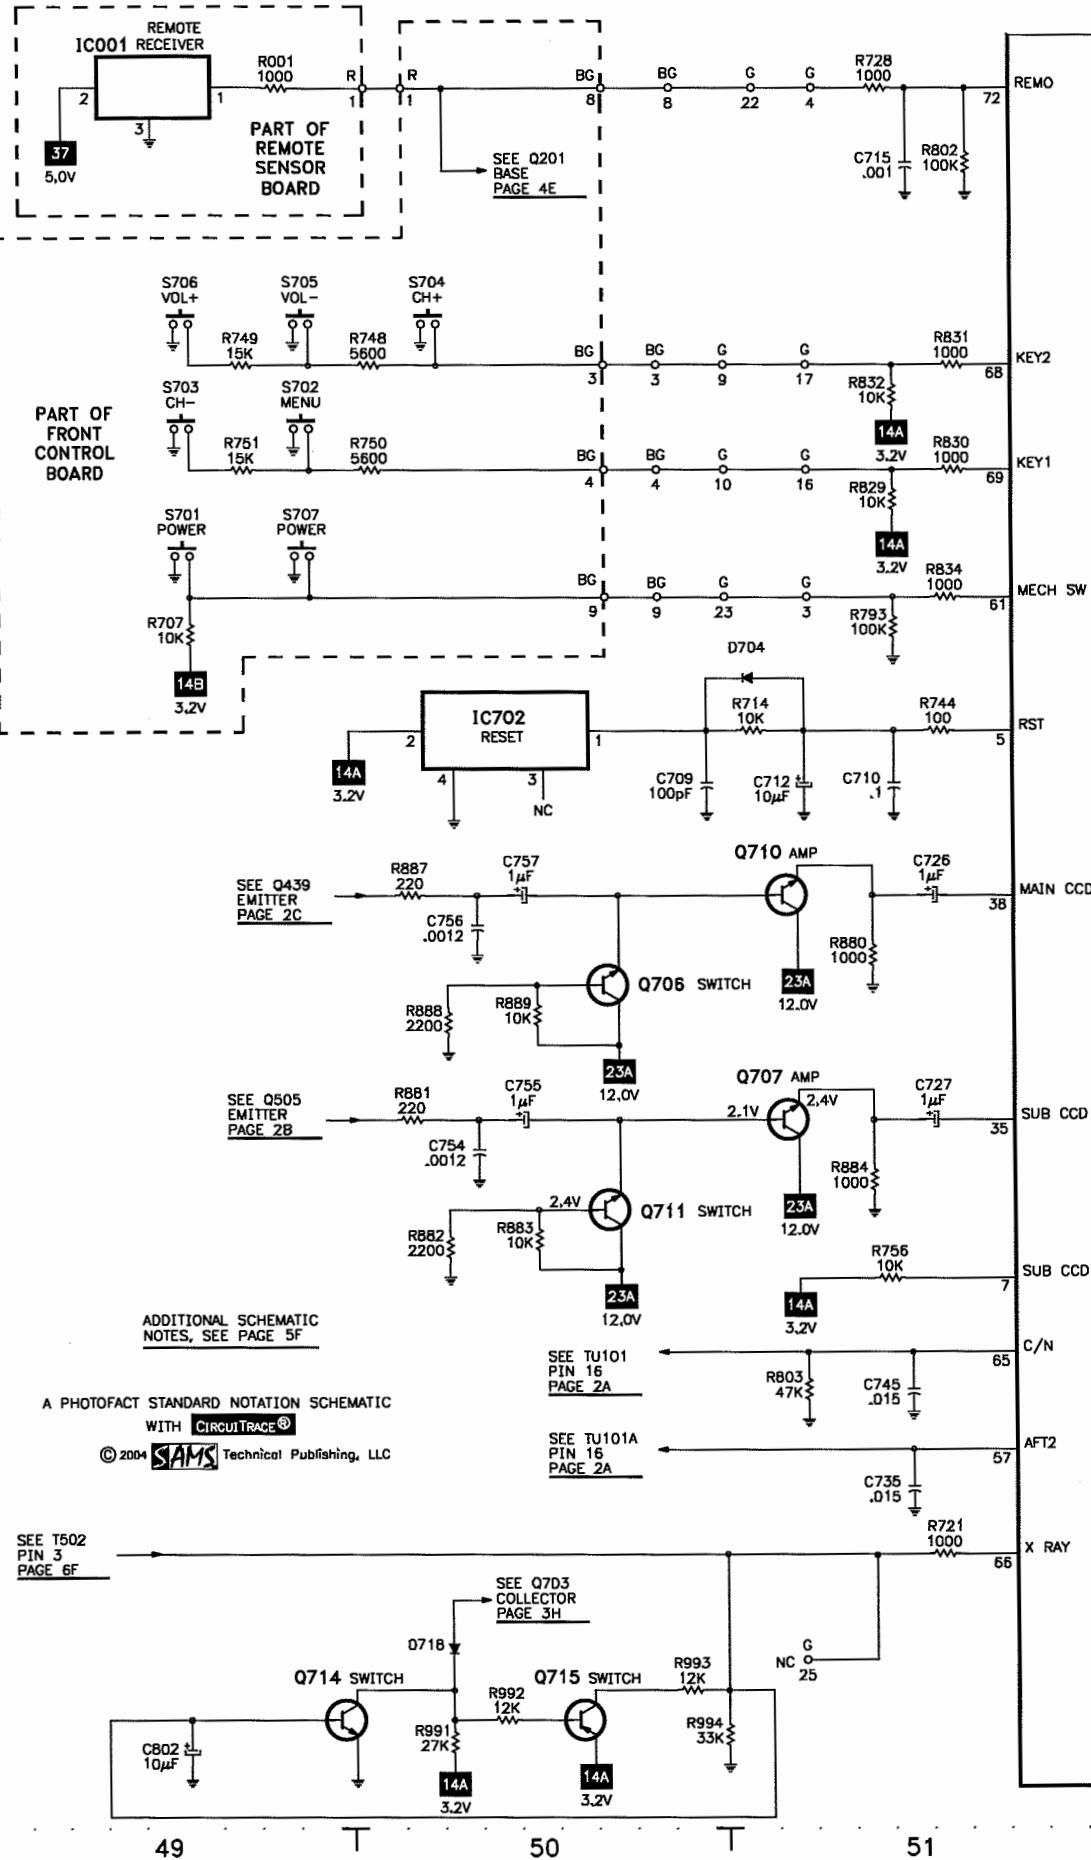 REMOTE
IC001 RECEIVER
R001
1000
2
1
3
37
5.0V
PART OF
REMOTE
SENSOR
BOARD
R
1
R
1
SEE Q201
BASE
PAGE 4E
BG
8
BG
8
G
22
G
4
R728
1000
C715
.001
R802
100K
72
REMO
S706
VOL+
S705
VOL-
S704
CH+
R749
15K
R748
5600
BG
3
BG
3
G
9
G
17
R831
1000
68
KEY2
R832
10K
14A
3.2V
PART OF
FRONT
CONTROL
BOARD
S703
CH-
S702
MENU
R751
15K
R750
5600
BG
4
BG
4
G
10
G
16
R830
1000
69
KEY1
R829
10K
14A
3.2V
S701
POWER
S707
POWER
R707
10K
14B
3.2V
BG
9
BG
9
G
23
G
3
R834
1000
61
MECH SW
R793
100K
D704
IC702
RESET
2
1
4
3
NC
14A
3.2V
R714
10K
R744
100
5
RST
C709
100pF
C712 +
10µF
C710
.1
SEE Q439
EMITTER
PAGE 2C
R887
220
C757
1µF
+
C756
.0012
Q710 AMP
C726
1µF
+
38
MAIN CCD
R880
1000
23A
12.0V
Q706 SWITCH
R888
2200
R889
10K
23A
12.0V
SEE Q505
EMITTER
PAGE 2B
R881
220
C755
1µF
+
C754
.0012
Q707 AMP
2.1V
2.4V
C727
1µF
+
35
SUB CCD
R884
1000
23A
12.0V
2.4V
Q711 SWITCH
R882
2200
R883
10K
23A
12.0V
R756
10K
7
SUB CCD
14A
3.2V
ADDITIONAL SCHEMATIC
NOTES, SEE PAGE 5F
SEE TU101
PIN 16
PAGE 2A
R803
47K
C745
.015
65
C/N
A PHOTOFACT STANDARD NOTATION SCHEMATIC
WITH CIRCUITRACE®
© 2004 SAMS Technical Publishing, LLC
SEE TU101A
PIN 16
PAGE 2A
C735
.015
57
AFT2
SEE T502
PIN 3
PAGE 6F
R721
1000
66
X RAY
SEE Q7D3
COLLECTOR
PAGE 3H
D718
NC
G
25
Q714 SWITCH
Q715 SWITCH
R992
12K
R993
12K
R991
27K
R994
33K
C802 +
10µF
14A
3.2V
14A
3.2V
49
50
51